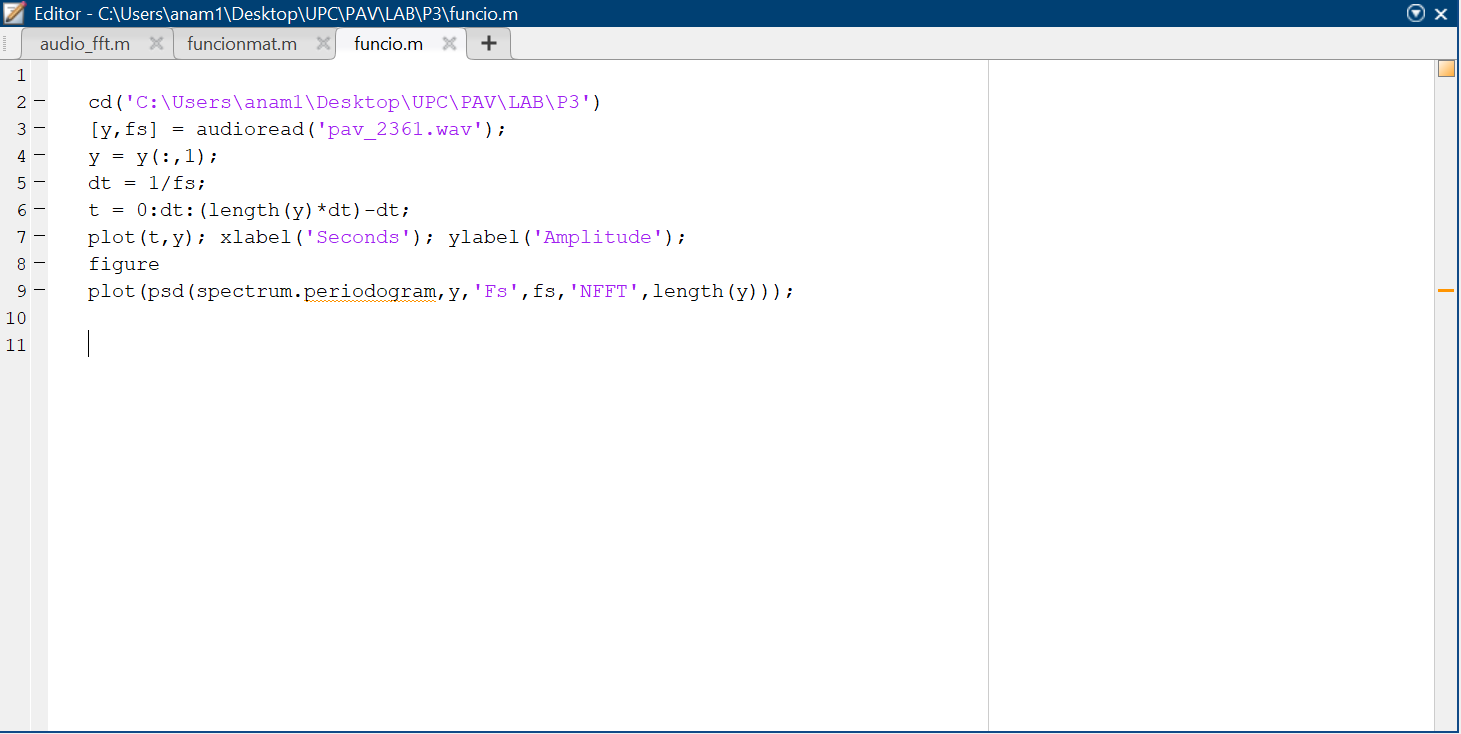 Editor - C:\Users\anam1\Desktop\UPC\PAV\LAB\P3\funcio.m
audio_fft.m funcionmat.m funcio.m
1
2 cd('C:\Users\anam1\Desktop\UPC\PAV\LAB\P3')
3 [y,fs] = audioread('pav_2361.wav');
4 y = y(:,1);
5 dt = 1/fs;
6 t = 0:dt:(length(y)*dt)-dt;
7 plot(t,y); xlabel('Seconds'); ylabel('Amplitude');
8 figure
9 plot(psd(spectrum.periodogram,y,'Fs',fs,'NFFT',length(y)));
10
11